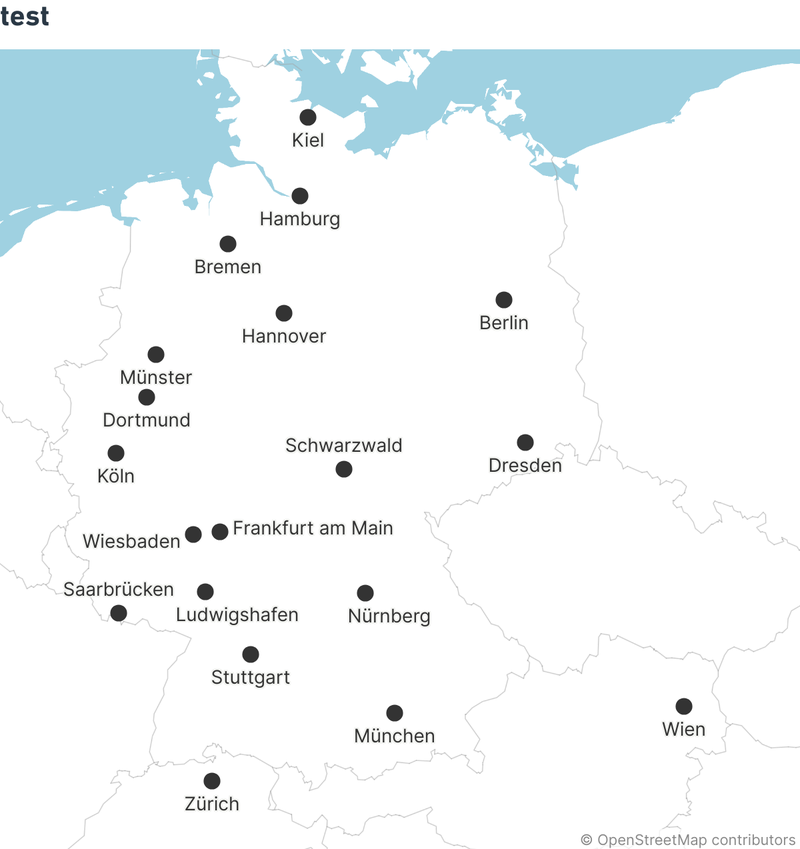 test
Kiel
Hamburg
Bremen
Berlin
Hannover
Münster
Dortmund
Schwarzwald
Dresden
Köln
Frankfurt am Main
Wiesbaden
Saarbrücken
Ludwigshafen
Nürnberg
Stuttgart
Wien
München
Zürich
© OpenStreetMap contributors